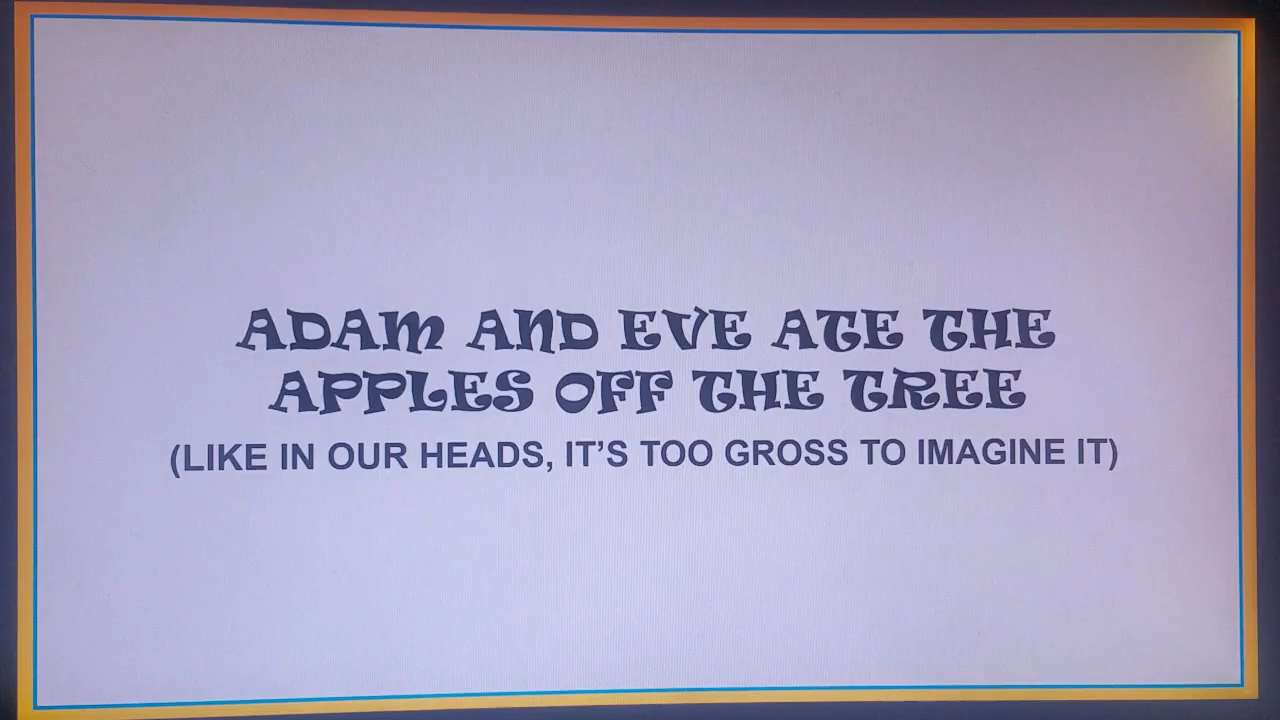 ADAM AND EVE ATE THE
APPLES OFF THE TREE
(LIKE IN OUR HEADS, IT'S TOO GROSS TO IMAGINE IT)